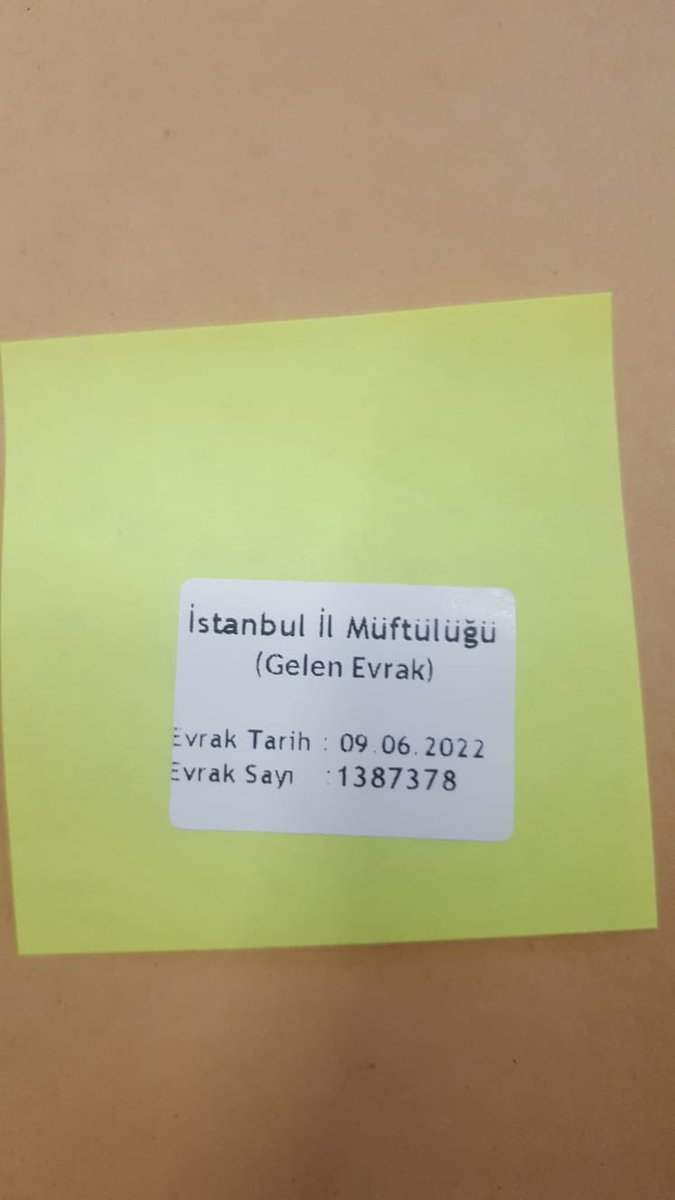 İstanbul İl Müftülüğü
(Gelen Evrak)
Evrak Tarih : 09.06.2022
Evrak Sayı : 1387378